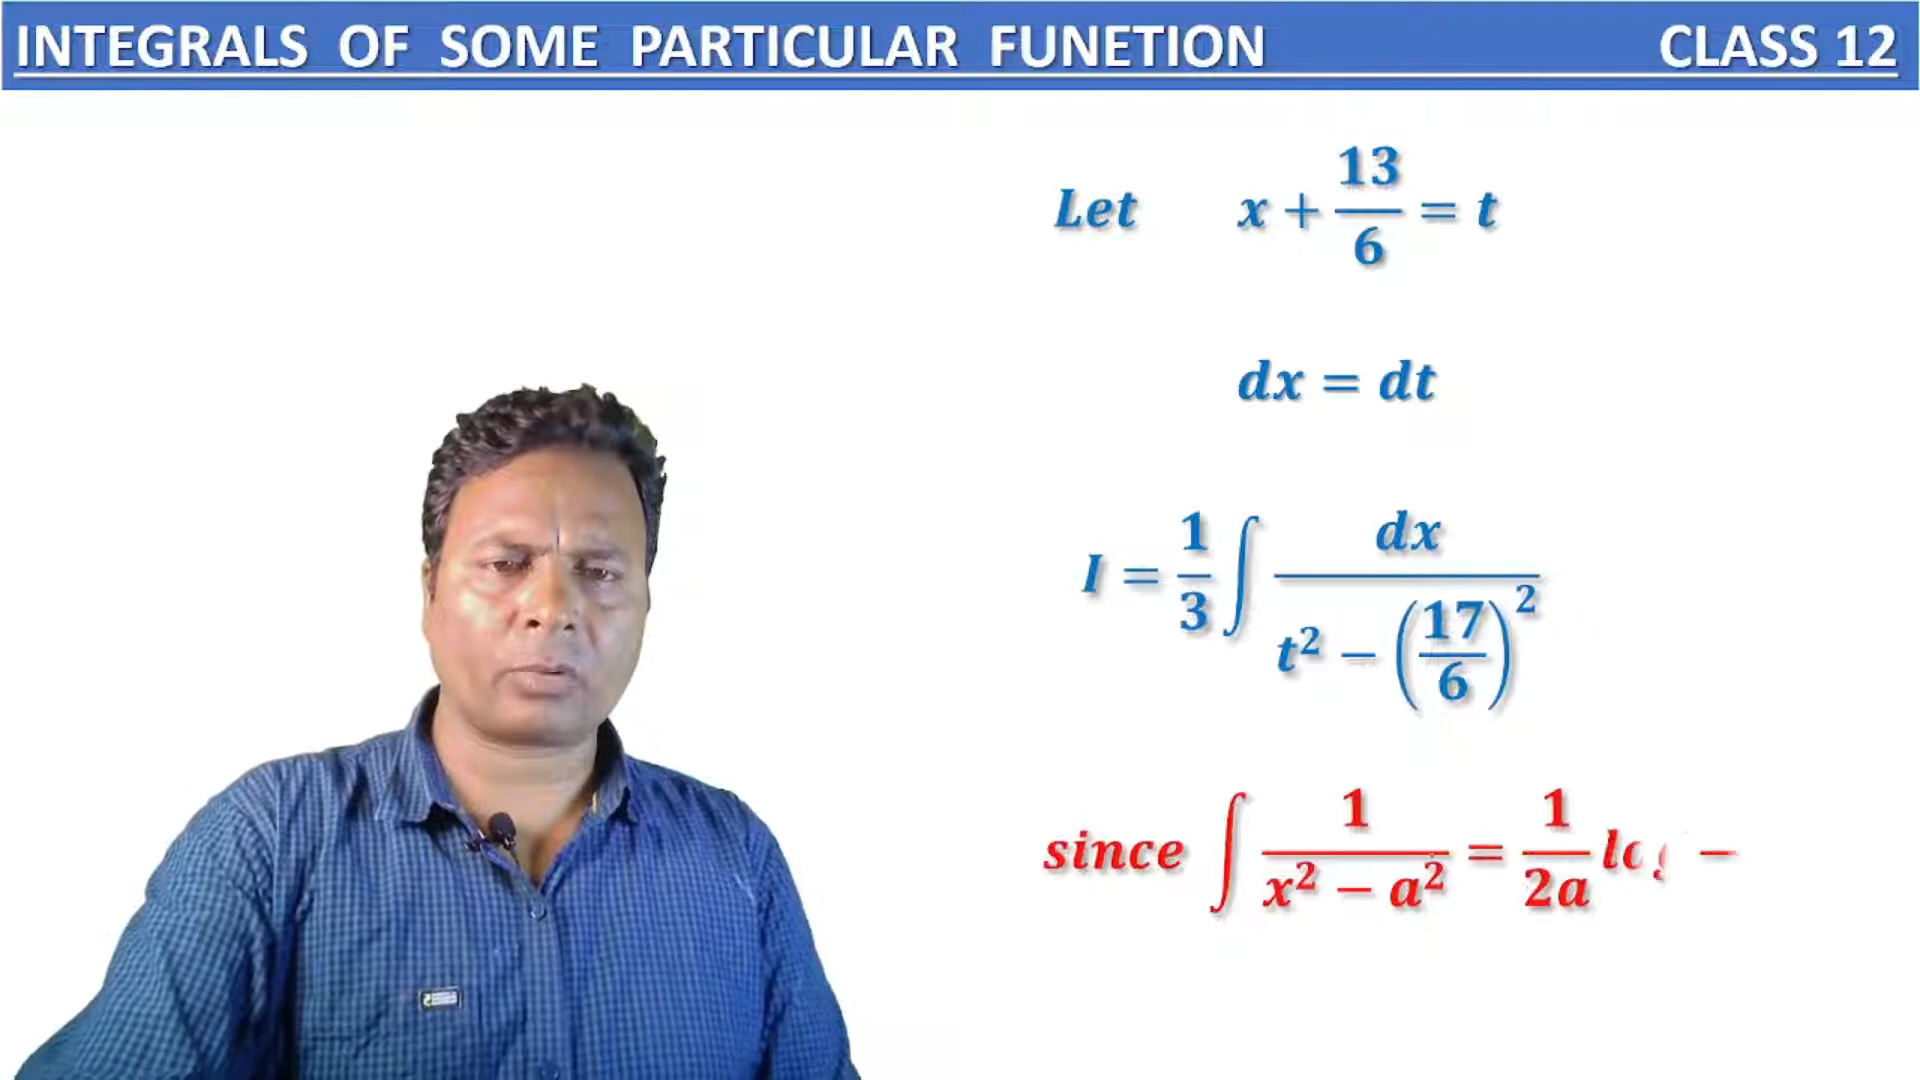 INTEGRALS OF SOME PARTICULAR FUNETION CLASS 12
Let x + 13/6 = t
dx = dt
I = 1/3 ∫ dx / (t² − (17/6)²)
since ∫ 1/(x² − a²) = 1/2a